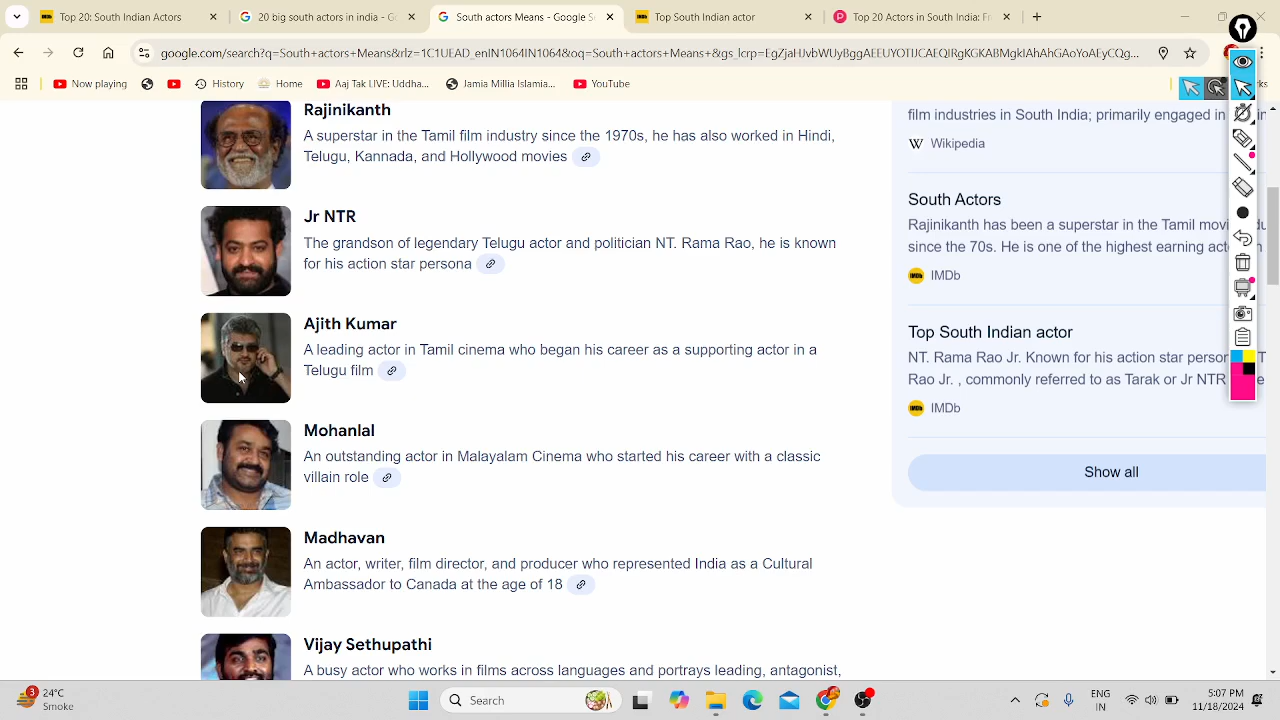 Top 20: South Indian Actors
20 big South indian actors - G
South actors Means - Google S
Top south Indian actors
Top 20 Actors in South Indian Fi
google.com/search?q=South+actors+Means&rlz=1C1RXQR_enIN1064IN1064&oq=South+actors+Means+&gs_lcrp=EgZjaHJvbWUyBggAEEUYOTIJCAEQIRgKGKABMgkIAhAhGAoYoAEyCQ...
YouTube
History
Home
Aaj Tak LIVE: Uddha...
Jamia Millia Islamia-...
YouTube
Rajinikanth
A superstar in the Tamil film industry since the 1970s, he has also worked in Hindi,
Telugu, Kannada, and Hollywood movies
Jr NTR
The grandson of legendary Telugu actor and politician NT. Rama Rao, he is known
for his action star persona
Ajith Kumar
A leading actor in Tamil cinema who began his career as a supporting actor in a
Telugu film
Mohanlal
An outstanding actor in Malayalam Cinema who started his career with a classic
villain role
Madhavan
An actor, writer, film director, and producer who represented India as a Cultural
Ambassador to Canada at the age of 18
Vijay Sethupathi
A busy actor who works in films across languages and portrays leading, antagonist,
film industries in South India; primarily engaged in
W Wikipedia
South Actors
Rajinikanth has been a superstar in the Tamil movi
since the 70s. He is one of the highest earning act
IMDb IMDb
Top South Indian actor
NT. Rama Rao Jr. Known for his action star person
Rao Jr. , commonly referred to as Tarak or Jr NTR
IMDb IMDb
Show all
3
24°C
Smoke
Search
ENG
IN
5:07 PM
11/18/2024